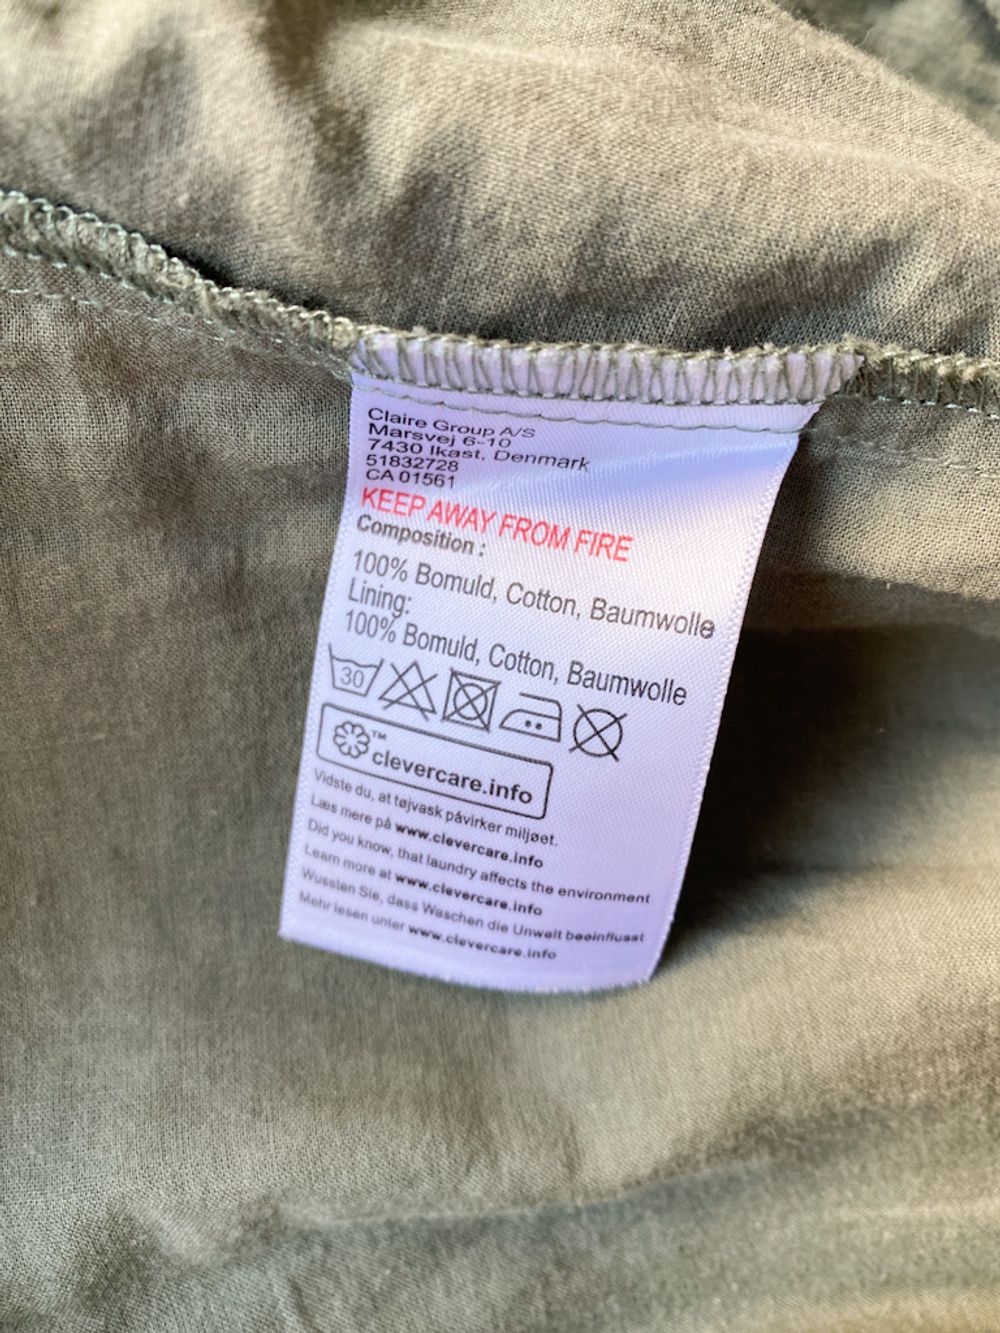 Claire Group A/S
Marsvej 6-10
7430 Ikast, Denmark
51832728
CA 01561
KEEP AWAY FROM FIRE
Composition :
100% Bomuld, Cotton, Baumwolle
Lining:
100% Bomuld, Cotton, Baumwolle
30
™
clevercare.info
Vidste du, at tøjvask påvirker miljøet.
Læs mere på www.clevercare.info
Did you know, that laundry affects the environment
Learn more at www.clevercare.info
Wussten Sie, dass Waschen die Umwelt beeinflusst
Mehr lesen unter www.clevercare.info